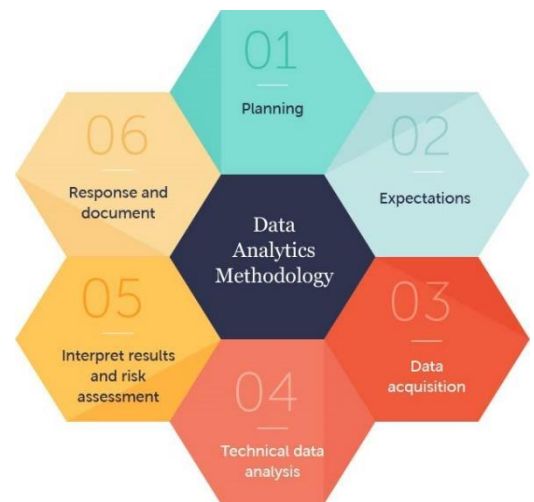 Data
Analytics
Methodology
01
Planning
02
Expectations
03
Data
acquisition
04
Technical data
analysis
05
Interpret results
and risk
assessment
06
Response and
document